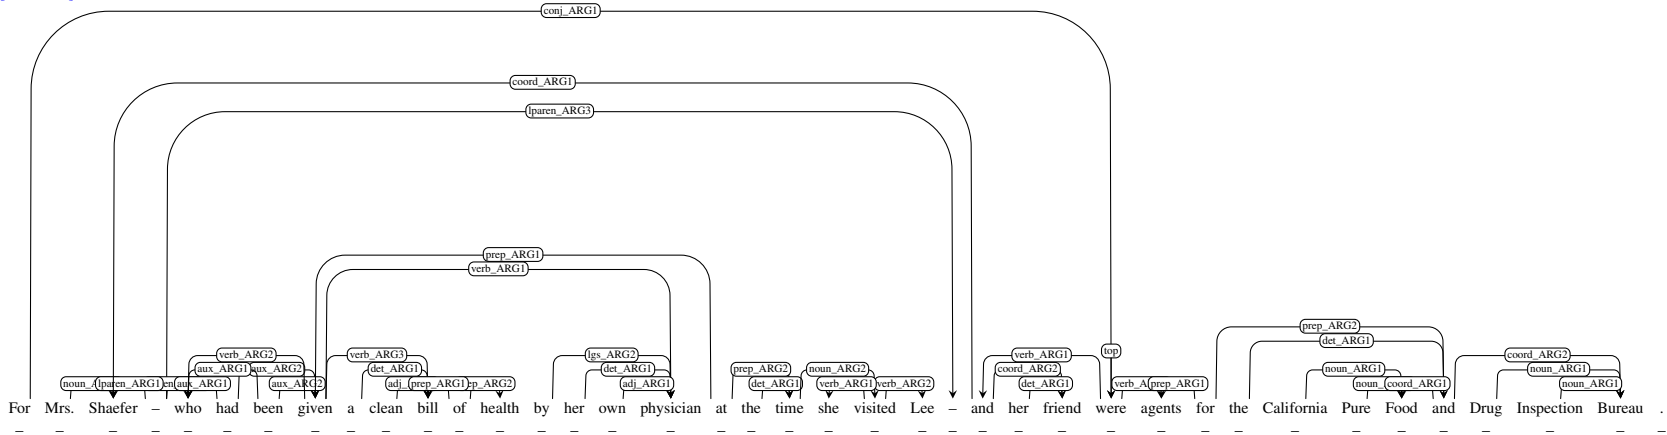 conj_ARG1
coord_ARG1
lparen_ARG3
prep_ARG1
verb_ARG1
prep_ARG2
det_ARG1
verb_ARG2 verb_ARG3 lgs_ARG2 verb_ARG1 top coord_ARG2
aux_ARG1 aux_ARG2 det_ARG1 det_ARG1 prep_ARG2 noun_ARG2 coord_ARG2 noun_ARG1 noun_ARG1
lparen_ARG1 aux_ARG1 aux_ARG2 prep_ARG1 adj_ARG1 det_ARG1 verb_ARG1 verb_ARG2 det_ARG1 prep_ARG1 coord_ARG1 noun_ARG1
For Mrs. Shaefer – who had been given a clean bill of health by her own physician at the time she visited Lee – and her friend were agents for the California Pure Food and Drug Inspection Bureau .